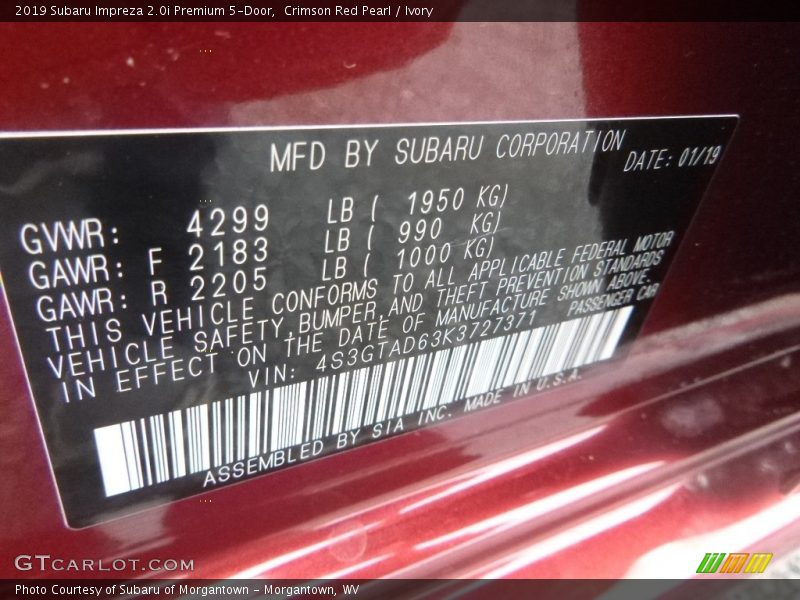 2019 Subaru Impreza 2.0i Premium 5-Door, Crimson Red Pearl / Ivory
MFD BY SUBARU CORPORATION DATE: 01/19
GVWR: 4299 LB ( 1950 KG)
GAWR: F 2183 LB ( 990 KG)
GAWR: R 2205 LB ( 1000 KG)
THIS VEHICLE CONFORMS TO ALL APPLICABLE FEDERAL MOTOR
VEHICLE SAFETY,BUMPER,AND THEFT PREVENTION STANDARDS
IN EFFECT ON THE DATE OF MANUFACTURE SHOWN ABOVE.
VIN: 4S3GTAD63K3727371 PASSENGER CAR
ASSEMBLED BY SIA INC. MADE IN U.S.A.
GTCARLOT.COM
Photo Courtesy of Subaru of Morgantown - Morgantown, WV